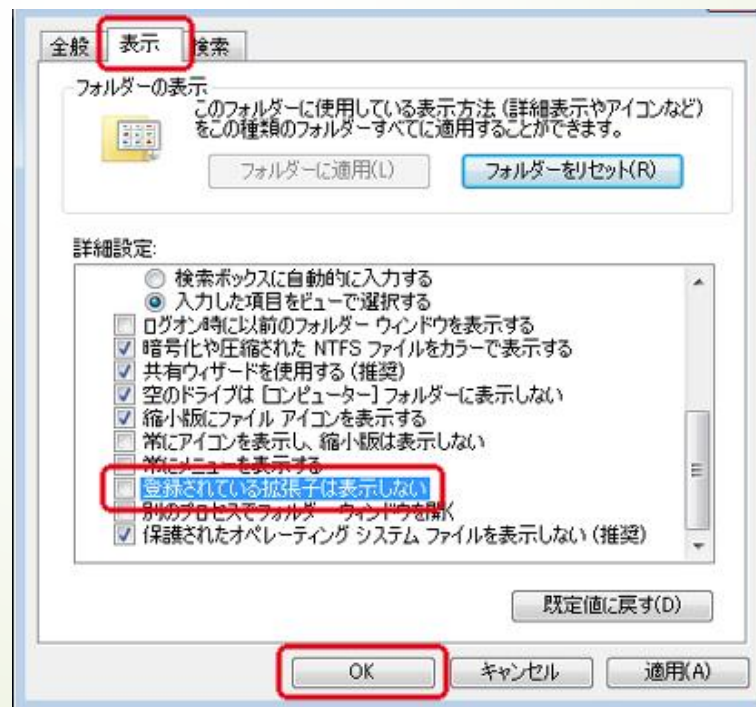 全般 表示 検索
フォルダーの表示
このフォルダーに使用している表示方法(詳細表示やアイコンなど)
をこの種類のフォルダーすべてに適用することができます。
フォルダーに適用(L) フォルダーをリセット(R)
詳細設定:
検索ボックスに自動的に入力する
入力した項目をビューで選択する
ログオン時に以前のフォルダー ウィンドウを表示する
暗号化や圧縮された NTFS ファイルをカラーで表示する
共有ウィザードを使用する (推奨)
空のドライブは [コンピューター] フォルダーに表示しない
縮小版にファイル アイコンを表示する
常にアイコンを表示し、縮小版は表示しない
常にメニューを表示する
登録されている拡張子は表示しない
別のプロセスでフォルダー ウィンドウを開く
保護されたオペレーティング システム ファイルを表示しない (推奨)
既定値に戻す(D)
OK キャンセル 適用(A)